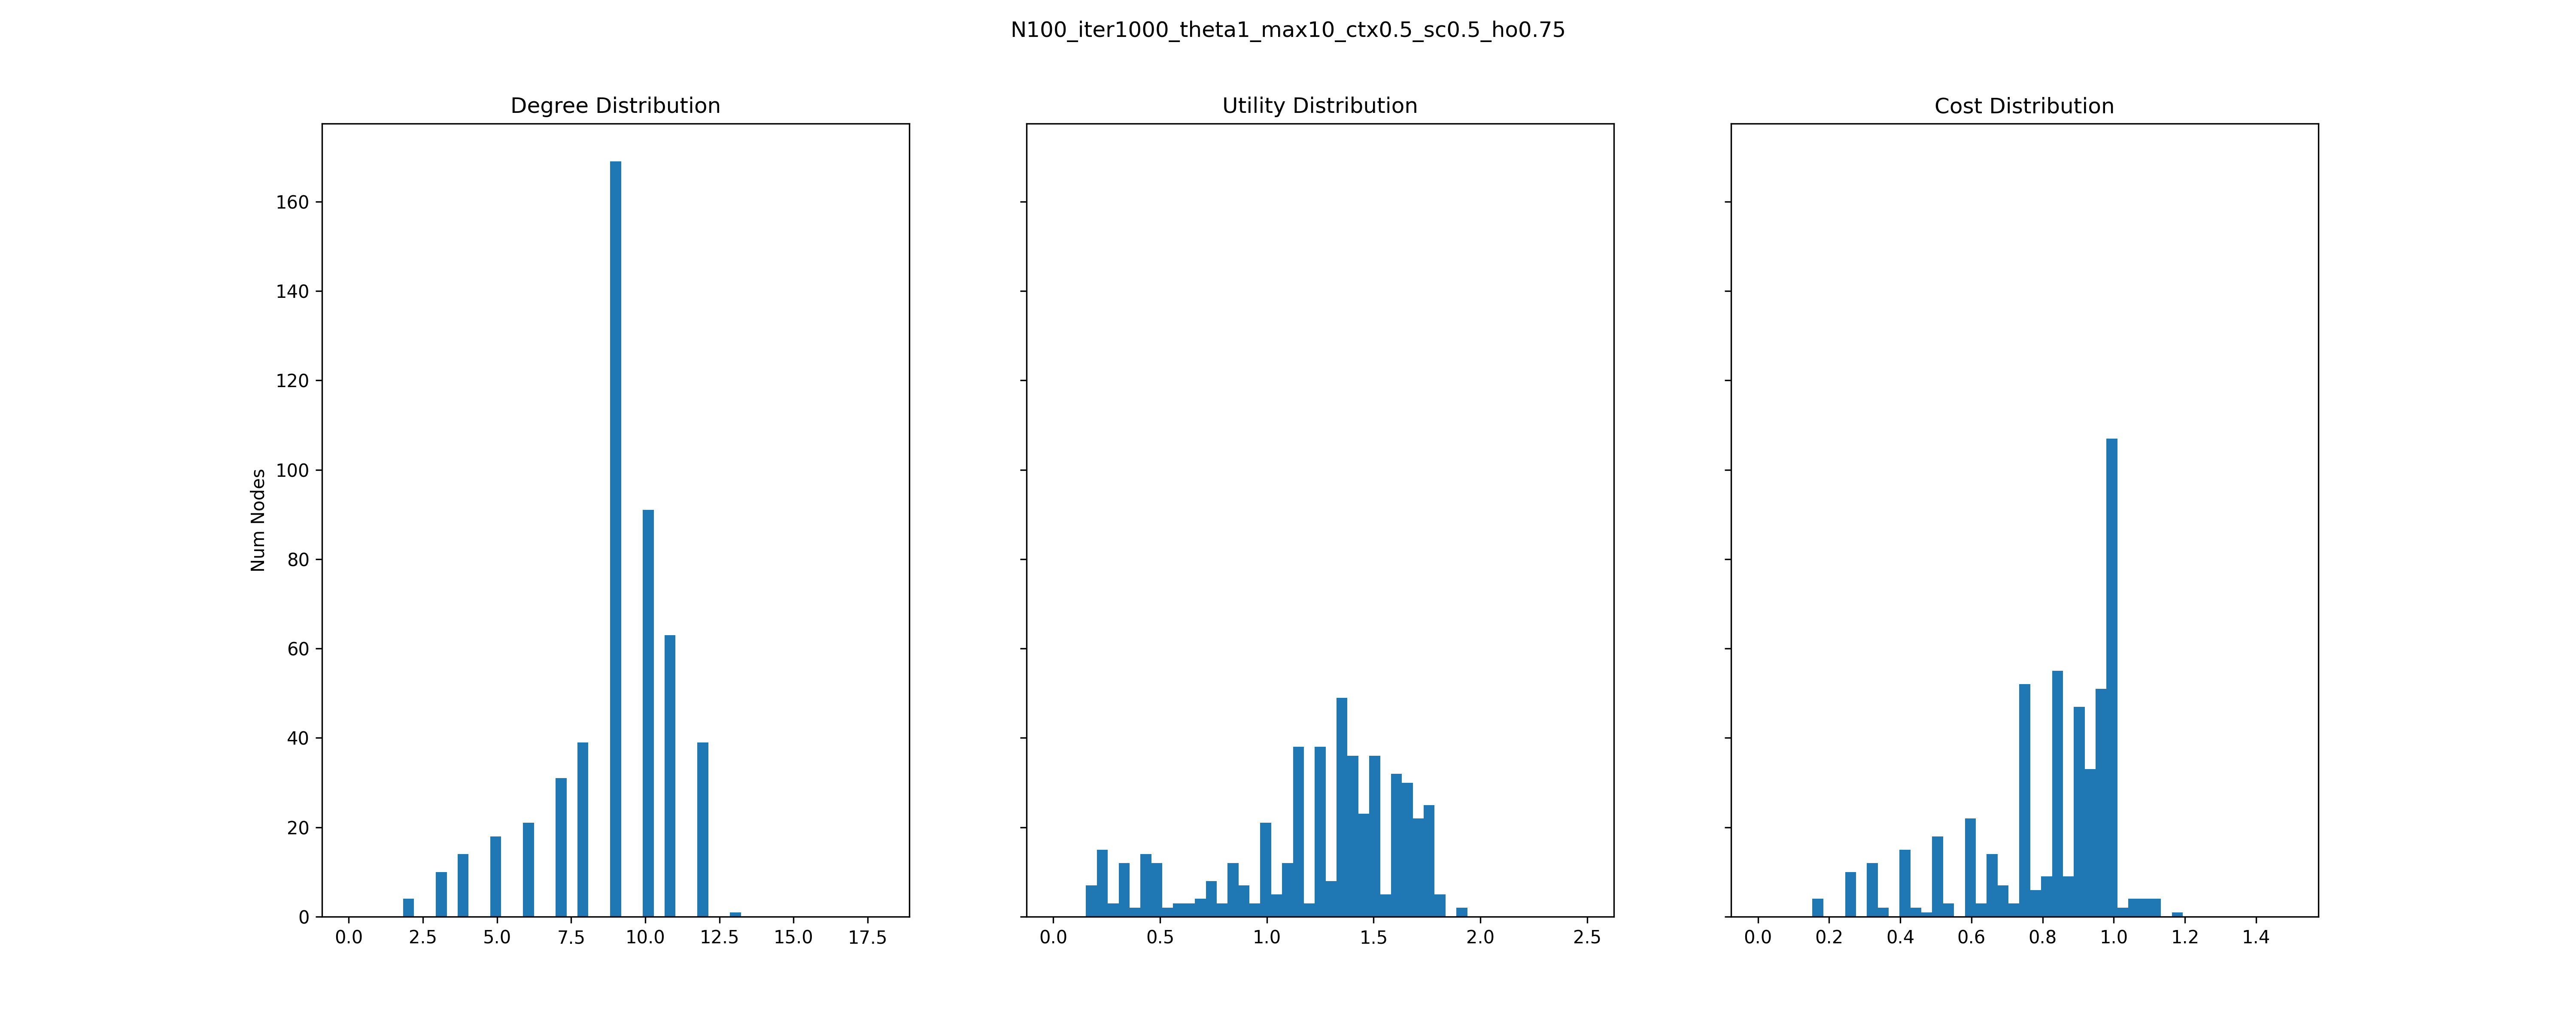 N100_iter1000_theta1_max10_ctx0.5_sc0.5_ho0.75
Degree Distribution
Utility Distribution
Cost Distribution
Num Nodes
160
140
120
100
80
60
40
20
0
0.0 2.5 5.0 7.5 10.0 12.5 15.0 17.5
0.0 0.5 1.0 1.5 2.0 2.5
0.0 0.2 0.4 0.6 0.8 1.0 1.2 1.4